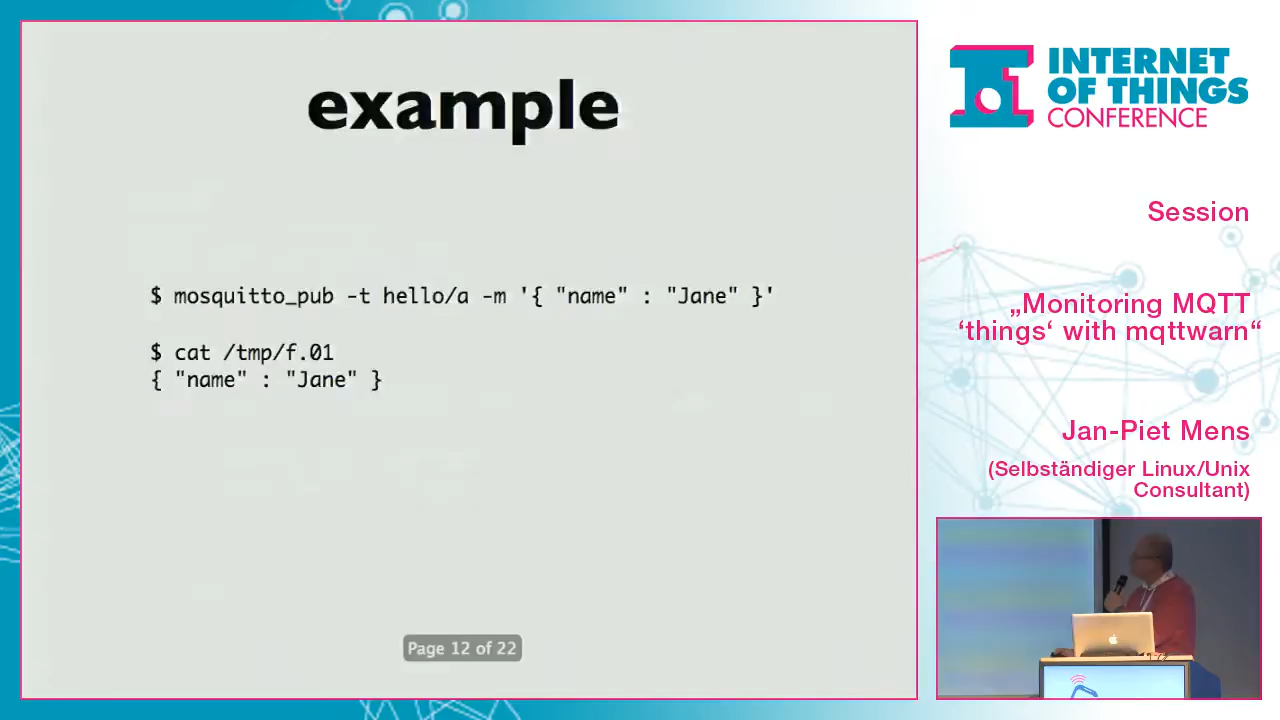 example
$ mosquitto_pub -t hello/a -m '{ "name" : "Jane" }'
$ cat /tmp/f.01
{ "name" : "Jane" }
Page 12 of 22
INTERNET
OF THINGS
CONFERENCE
Session
„Monitoring MQTT
‘things‘ with mqttwarn“
Jan-Piet Mens
(Selbständiger Linux/Unix
Consultant)